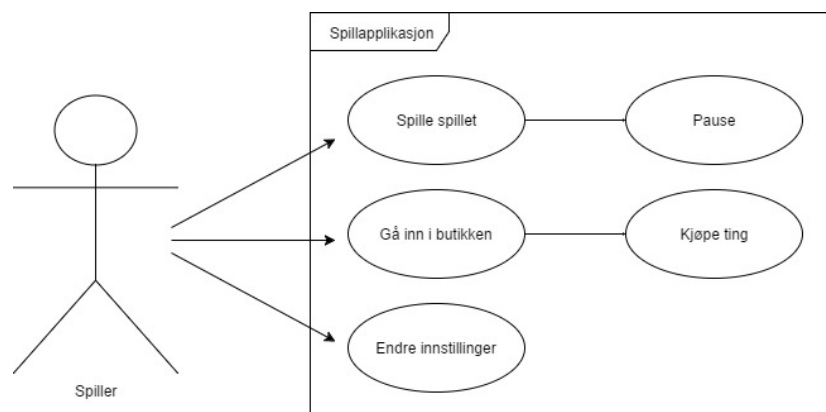 Spillapplikasjon
Spille spillet
Pause
Gå inn i butikken
Kjøpe ting
Endre innstillinger
Spiller